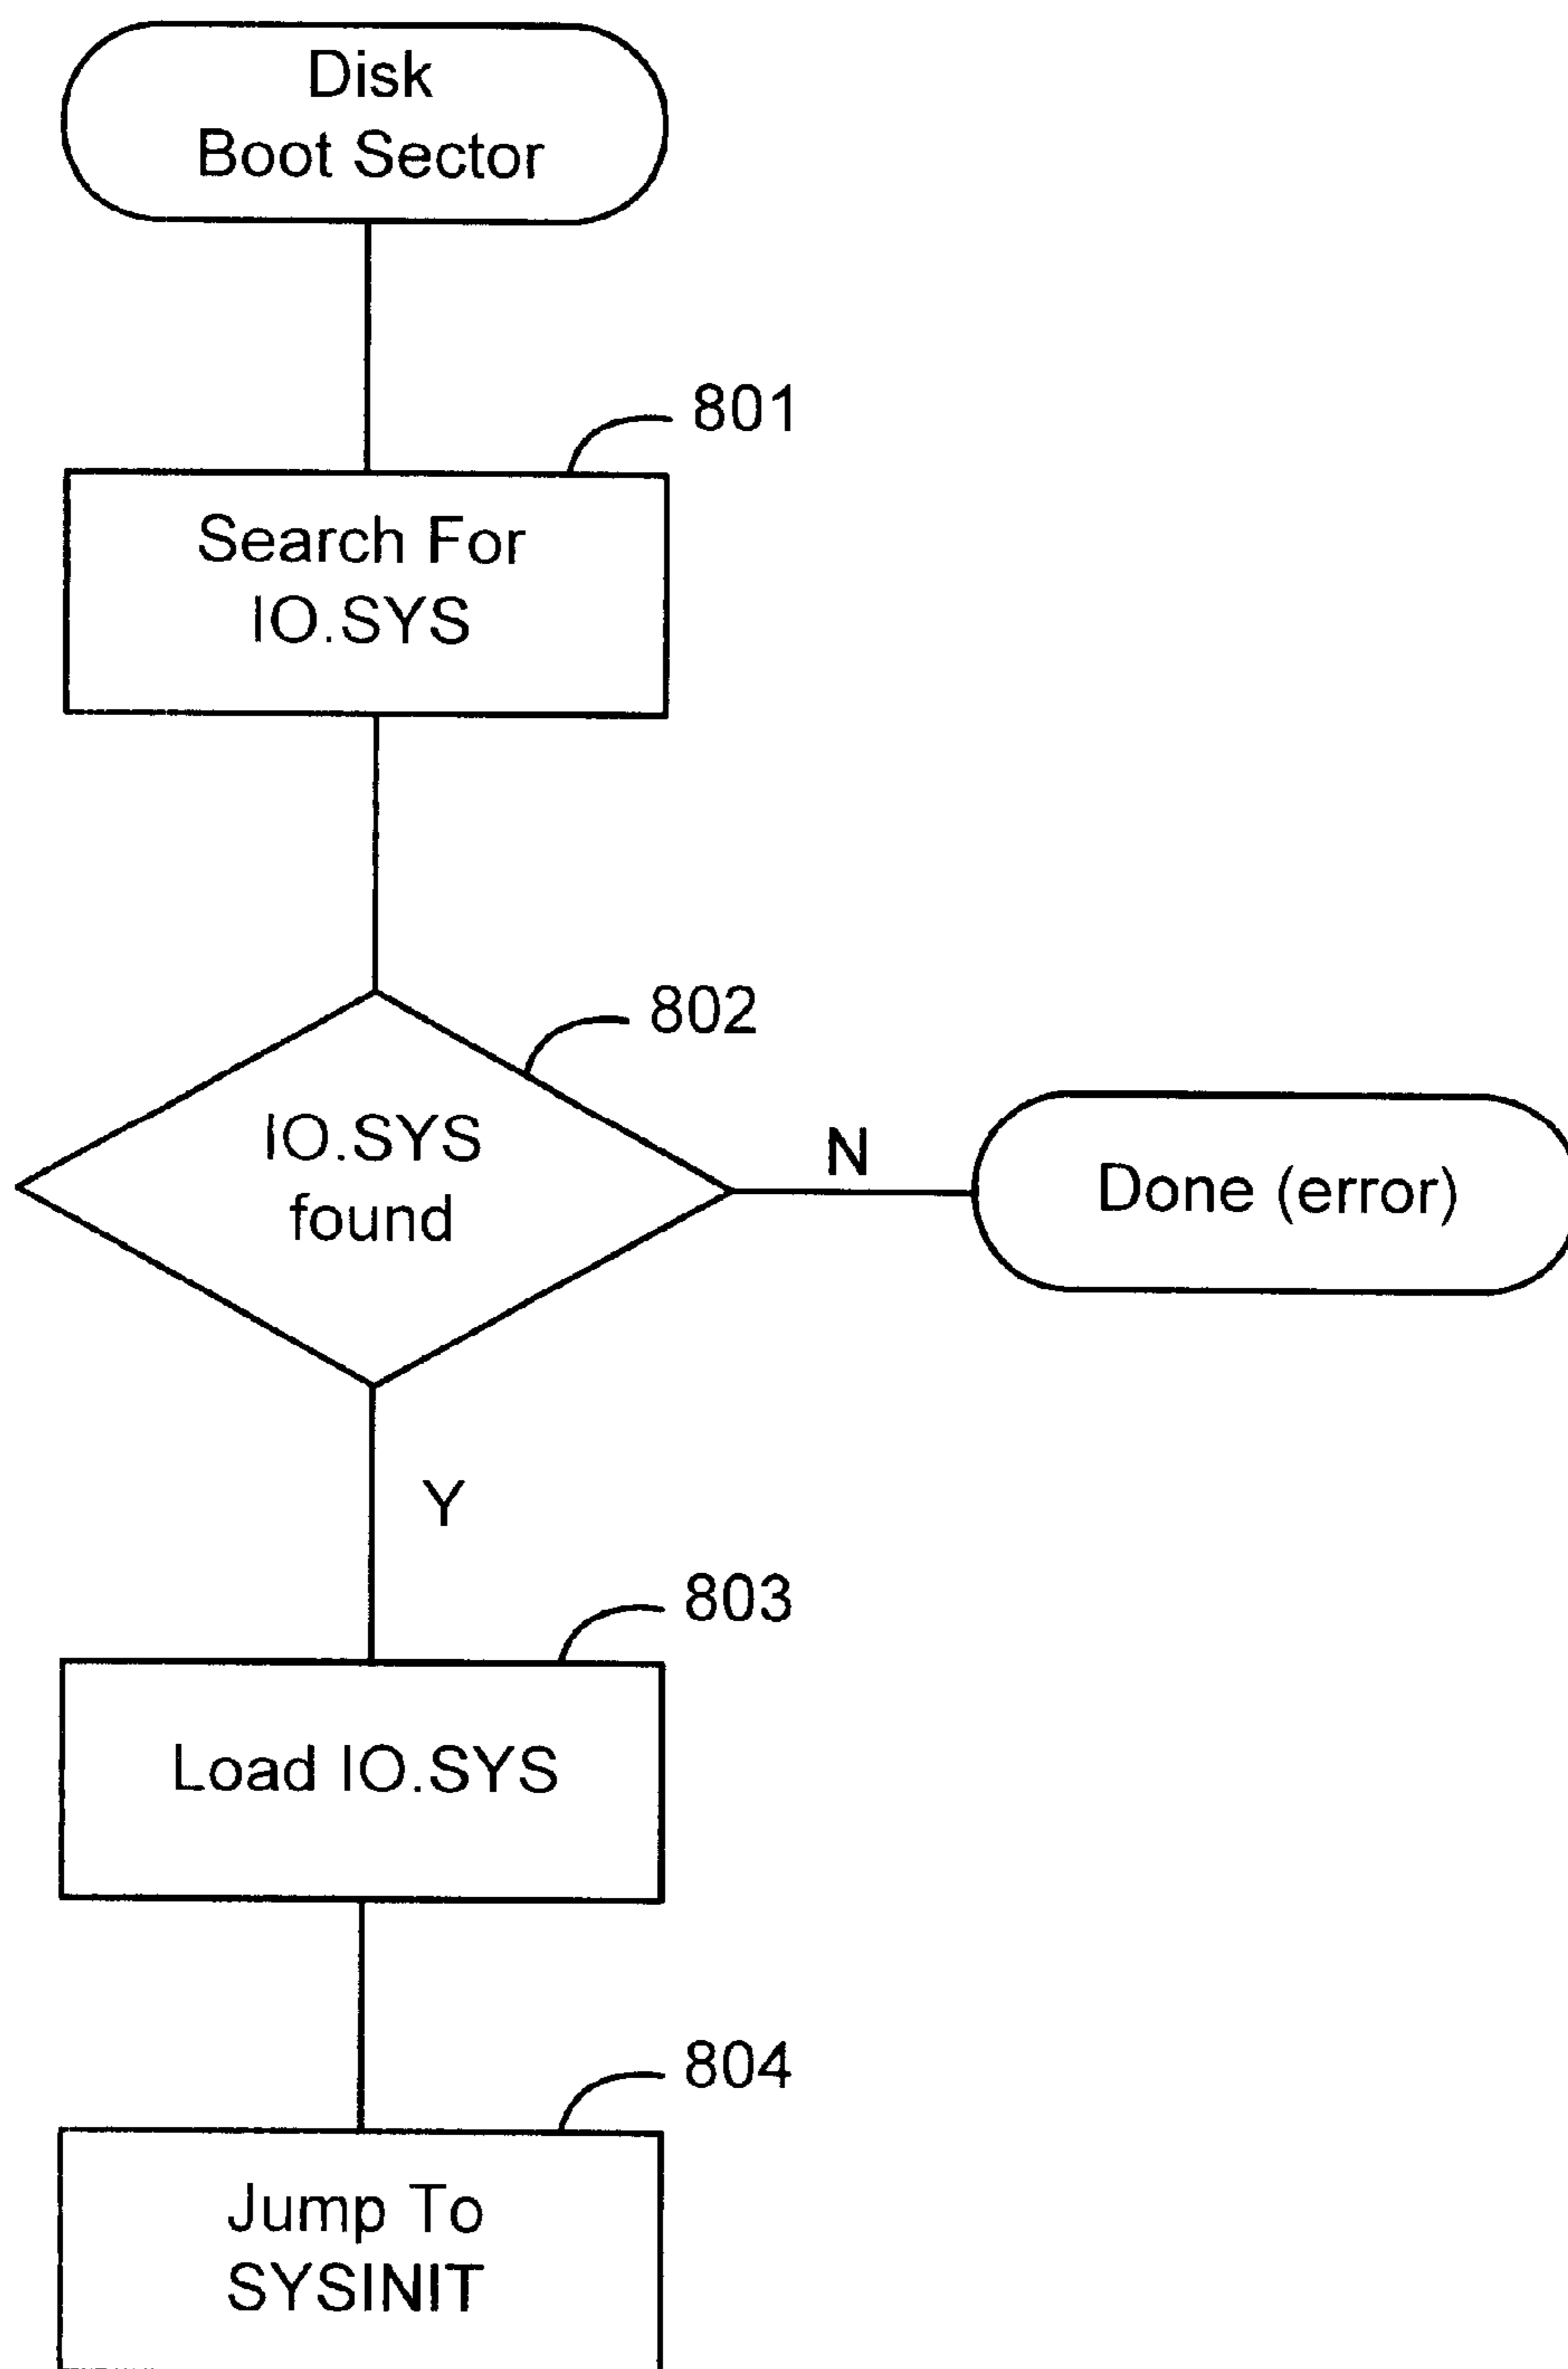 Disk
Boot Sector
801
Search For
IO.SYS
802
IO.SYS
found
N
Done (error)
Y
803
Load IO.SYS
804
Jump To
SYSINIT